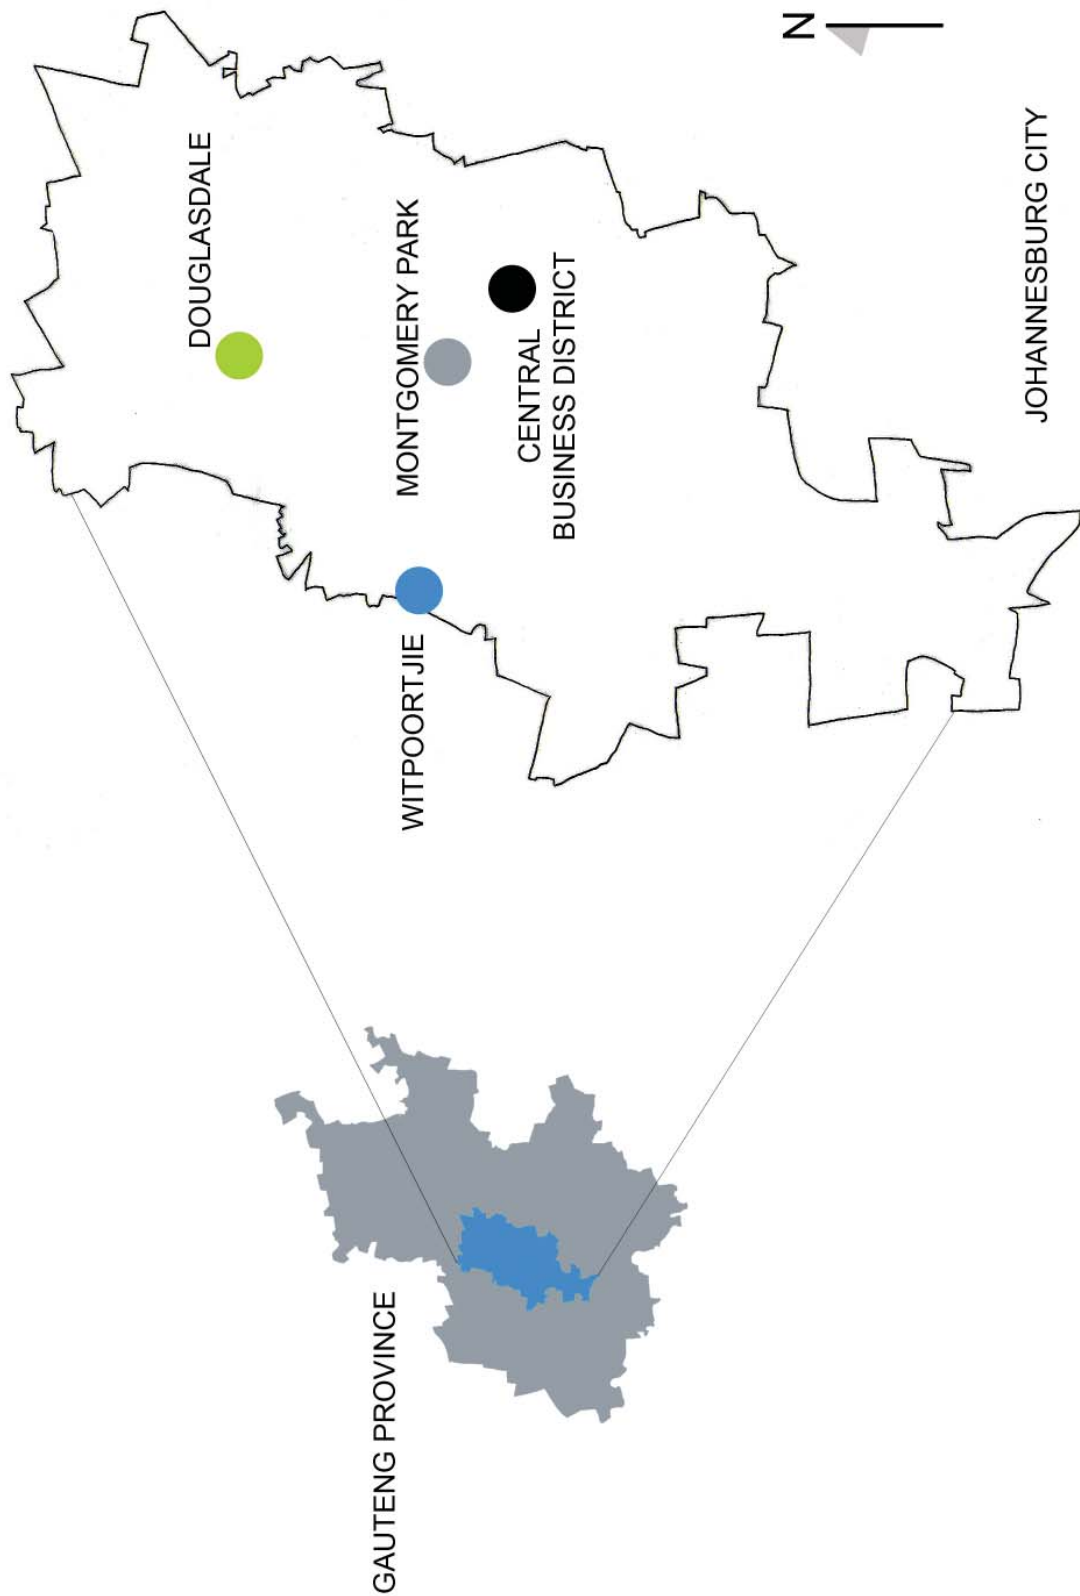 GAUTENG PROVINCE
WITPOORTJIE
DOUGLASDALE
MONTGOMERY PARK
CENTRAL
BUSINESS DISTRICT
JOHANNESBURG CITY
N